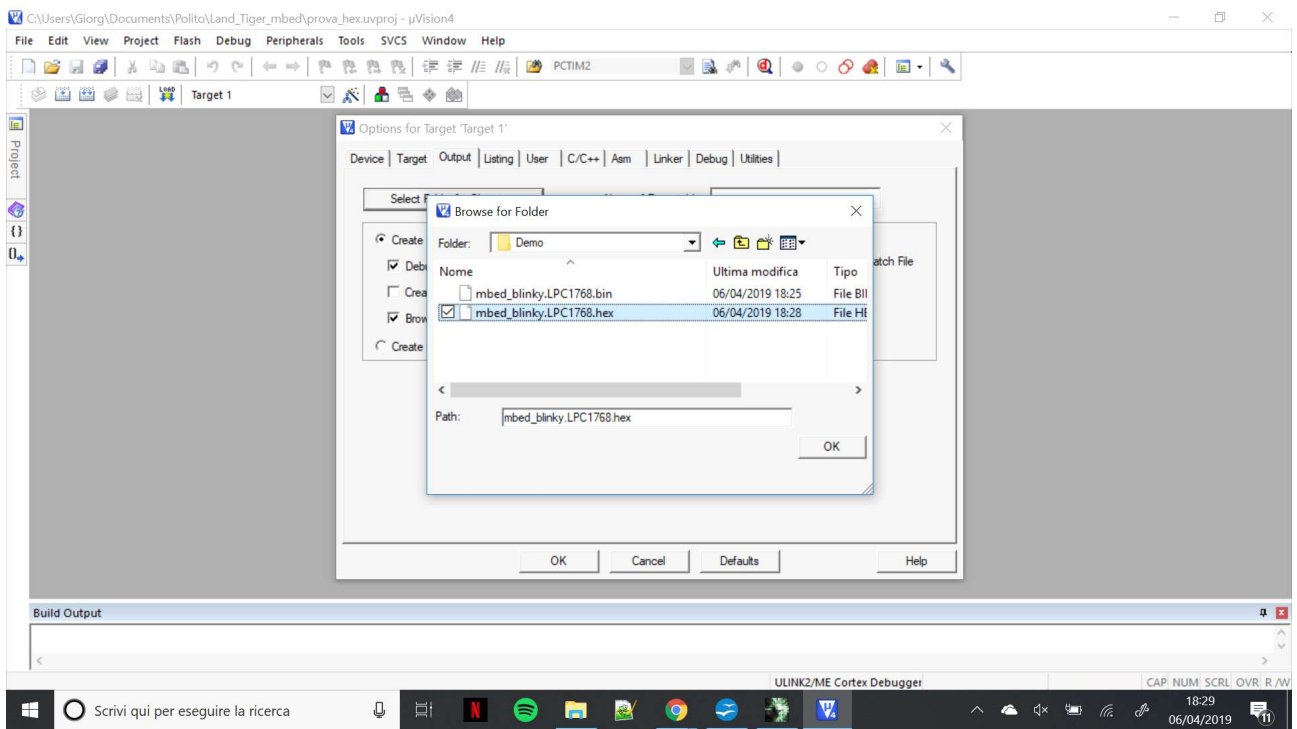 C:\Users\Giorg\Documents\Polito\Land_Tiger_mbed\prova_hex.uvproj - µVision4
File Edit View Project Flash Debug Peripherals Tools SVCS Window Help
PCTIM2
LOAD Target 1
Project
Options for Target 'Target 1'
Device Target Output Listing User C/C++ Asm Linker Debug Utilities
Select
Browse for Folder
Create
Folder: Demo
atch File
Nome Ultima modifica Tipo
mbed_blinky.LPC1768.bin 06/04/2019 18:25 File
mbed_blinky.LPC1768.hex 06/04/2019 18:28 File
Create
Path: mbed_blinky.LPC1768.hex
OK
OK Cancel Defaults Help
Build Output
ULINK2/ME Cortex Debugger CAP NUM SCRL OVR R/W
Scrivi qui per eseguire la ricerca
18:29
06/04/2019
11